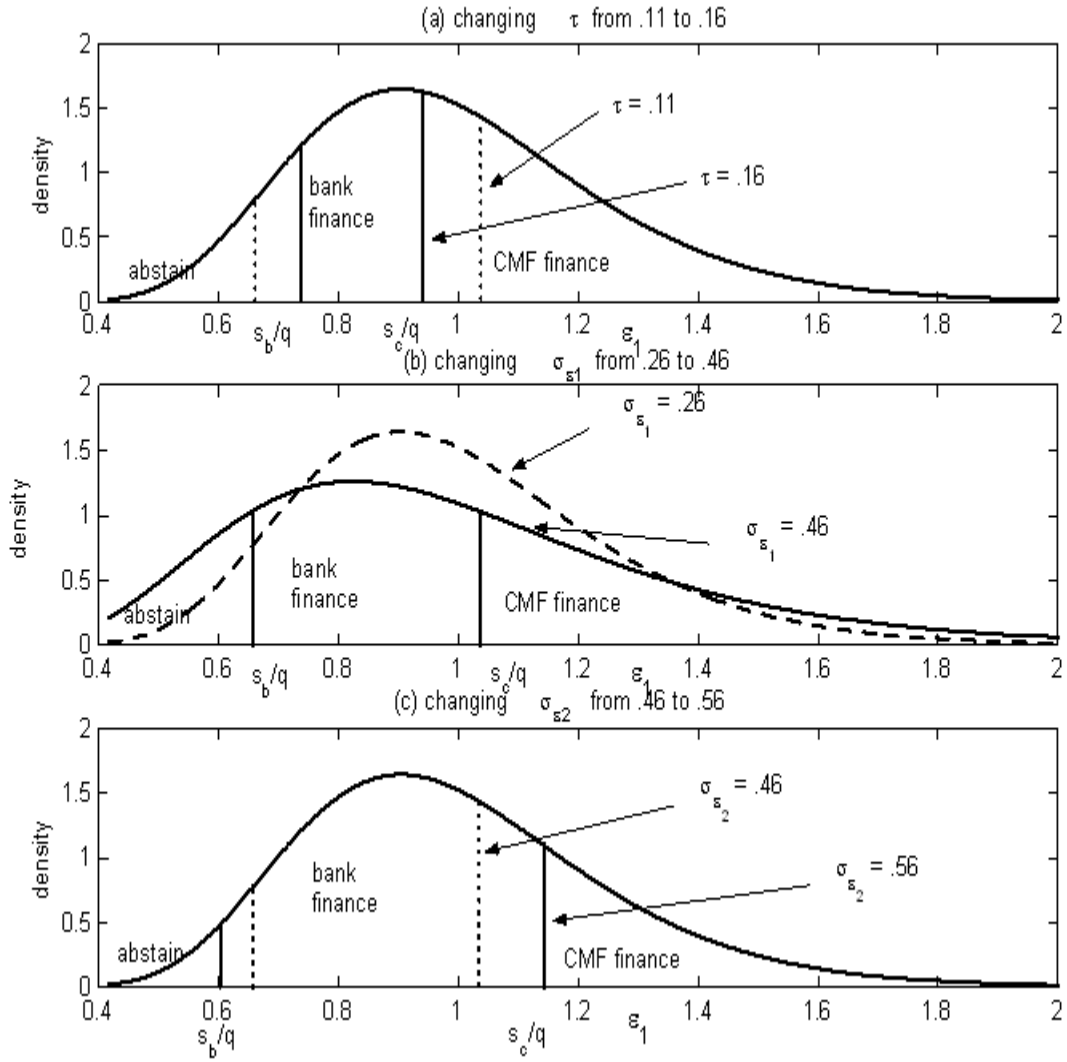 (a) changing τ from .11 to .16
2
1.5
1
0.5
0
density
τ = .11
τ = .16
bank
finance
abstain
CMF finance
0.4 0.6 0.8 1 1.2 1.4 1.6 1.8 2
s_b/q s_c/q ε_1
(b) changing σ_ε1 from .26 to .46
2
1.5
1
0.5
0
density
σ_ε_1 = .26
σ_ε_1 = .46
bank
finance
abstain
CMF finance
0.4 0.6 0.8 1 1.2 1.4 1.6 1.8 2
s_b/q s_c/q ε_1
(c) changing σ_ε2 from .46 to .56
2
1.5
1
0.5
0
density
σ_ε_2 = .46
σ_ε_2 = .56
bank
finance
abstain
CMF finance
0.4 0.6 0.8 1 1.2 1.4 1.6 1.8 2
s_b/q s_c/q ε_1